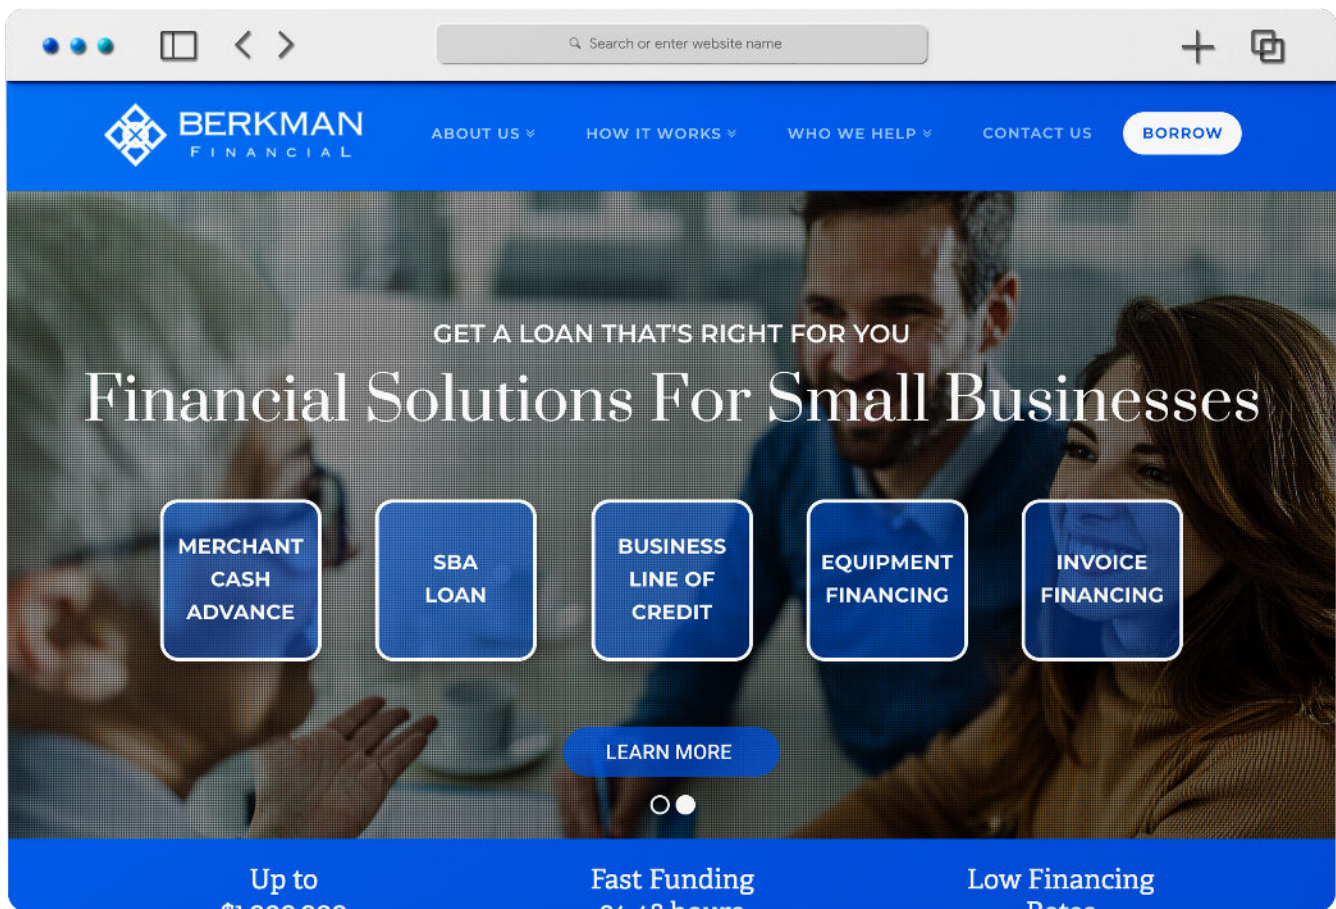 Search or enter website name
BERKMAN
FINANCIAL
ABOUT US
HOW IT WORKS
WHO WE HELP
CONTACT US
BORROW
GET A LOAN THAT'S RIGHT FOR YOU
Financial Solutions For Small Businesses
MERCHANT
CASH
ADVANCE
SBA
LOAN
BUSINESS
LINE OF
CREDIT
EQUIPMENT
FINANCING
INVOICE
FINANCING
LEARN MORE
Up to
Fast Funding
hours
Low Financing
Rates